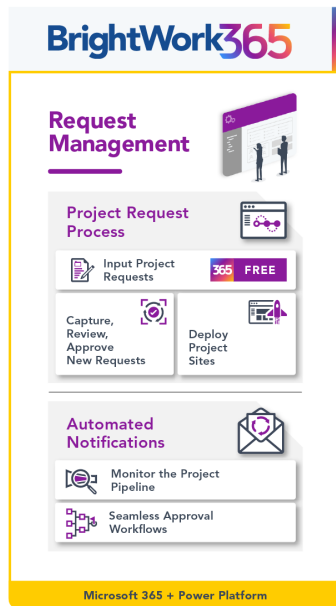 BrightWork365
Request
Management
Project Request
Process
Input Project
Requests
365 FREE
Capture,
Review,
Approve
New Requests
Deploy
Project
Sites
Automated
Notifications
Monitor the Project
Pipeline
Seamless Approval
Workflows
Microsoft 365 + Power Platform